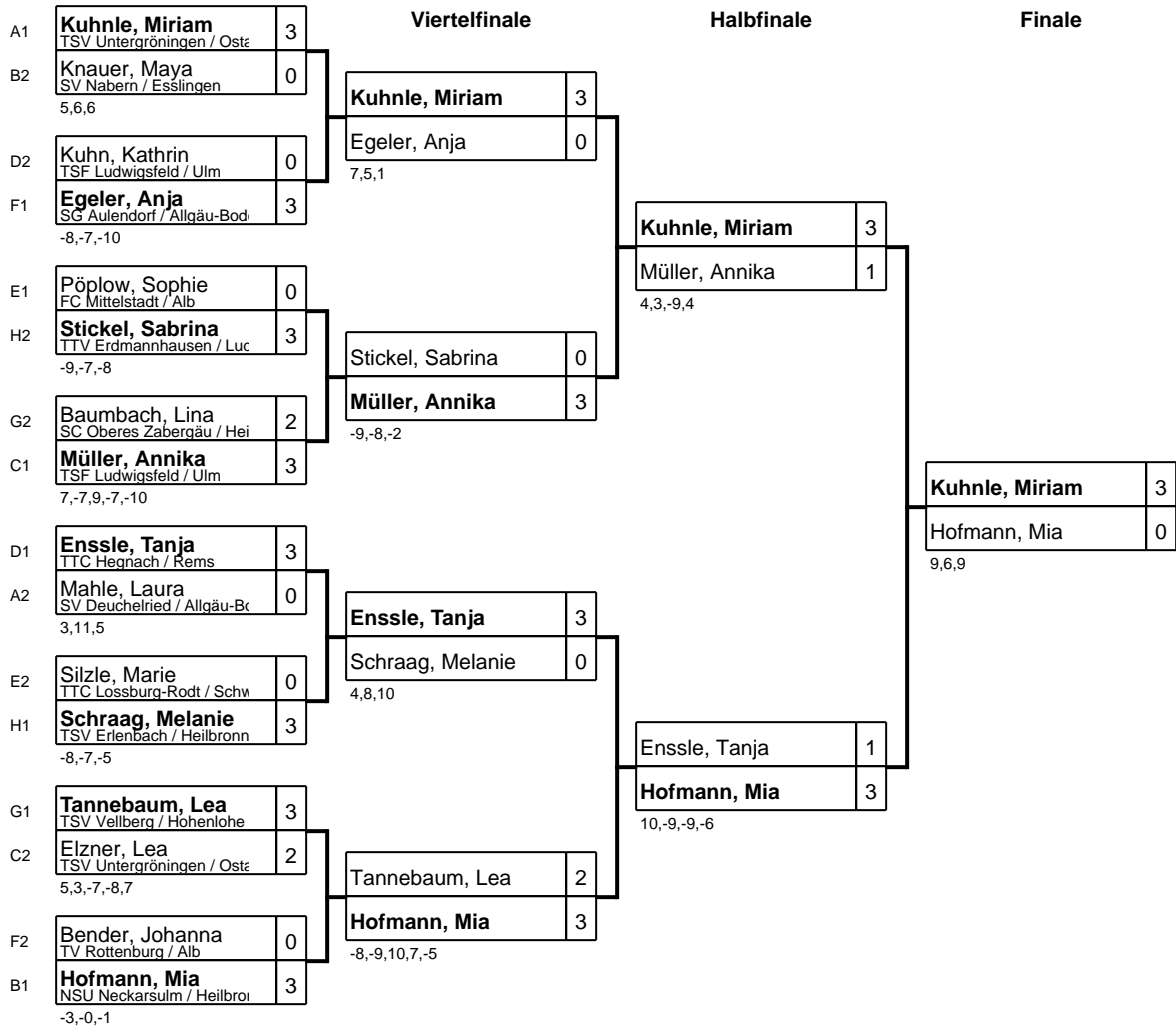 Viertelfinale
Halbfinale
Finale
A1 Kuhnle, Miriam 3
TSV Untergröningen / Osta
B2 Knauer, Maya 0
SV Nabern / Esslingen
5,6,6
D2 Kuhn, Kathrin 0
TSF Ludwigsfeld / Ulm
F1 Egeler, Anja 3
SG Aulendorf / Allgäu-Bod
-8,-7,-10
E1 Pöplow, Sophie 0
FC Mittelstadt / Alb
H2 Stickel, Sabrina 3
TTV Erdmannhausen / Luc
-9,-7,-8
G2 Baumbach, Lina 2
SC Oberes Zabergäu / Hei
C1 Müller, Annika 3
TSF Ludwigsfeld / Ulm
7,-7,9,-7,-10
D1 Enssle, Tanja 3
TTC Hegnach / Rems
A2 Mahle, Laura 0
SV Deuchelried / Allgäu-Bo
3,11,5
E2 Silzle, Marie 0
TTC Lossburg-Rodt / Schw
H1 Schraag, Melanie 3
TSV Erlenbach / Heilbronn
-8,-7,-5
G1 Tannebaum, Lea 3
TSV Vellberg / Hohenlohe
C2 Elzner, Lea 2
TSV Untergröningen / Osta
5,3,-7,-8,7
F2 Bender, Johanna 0
TV Rottenburg / Alb
B1 Hofmann, Mia 3
NSU Neckarsulm / Heilbron
-3,-0,-1
Kuhnle, Miriam 3
Egeler, Anja 0
7,5,1
Stickel, Sabrina 0
Müller, Annika 3
-9,-8,-2
Enssle, Tanja 3
Schraag, Melanie 0
4,8,10
Tannebaum, Lea 2
Hofmann, Mia 3
-8,-9,10,7,-5
Kuhnle, Miriam 3
Müller, Annika 1
4,3,-9,4
Enssle, Tanja 1
Hofmann, Mia 3
10,-9,-9,-6
Kuhnle, Miriam 3
Hofmann, Mia 0
9,6,9